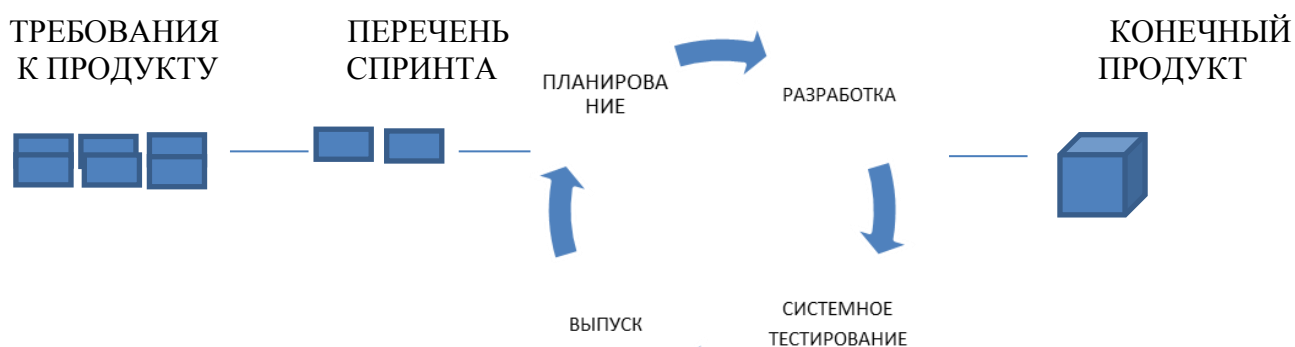 ТРЕБОВАНИЯ
К ПРОДУКТУ
ПЕРЕЧЕНЬ
СПРИНТА
ПЛАНИРОВА
НИЕ
РАЗРАБОТКА
КОНЕЧНЫЙ
ПРОДУКТ
ВЫПУСК
СИСТЕМНОЕ
ТЕСТИРОВАНИЕ